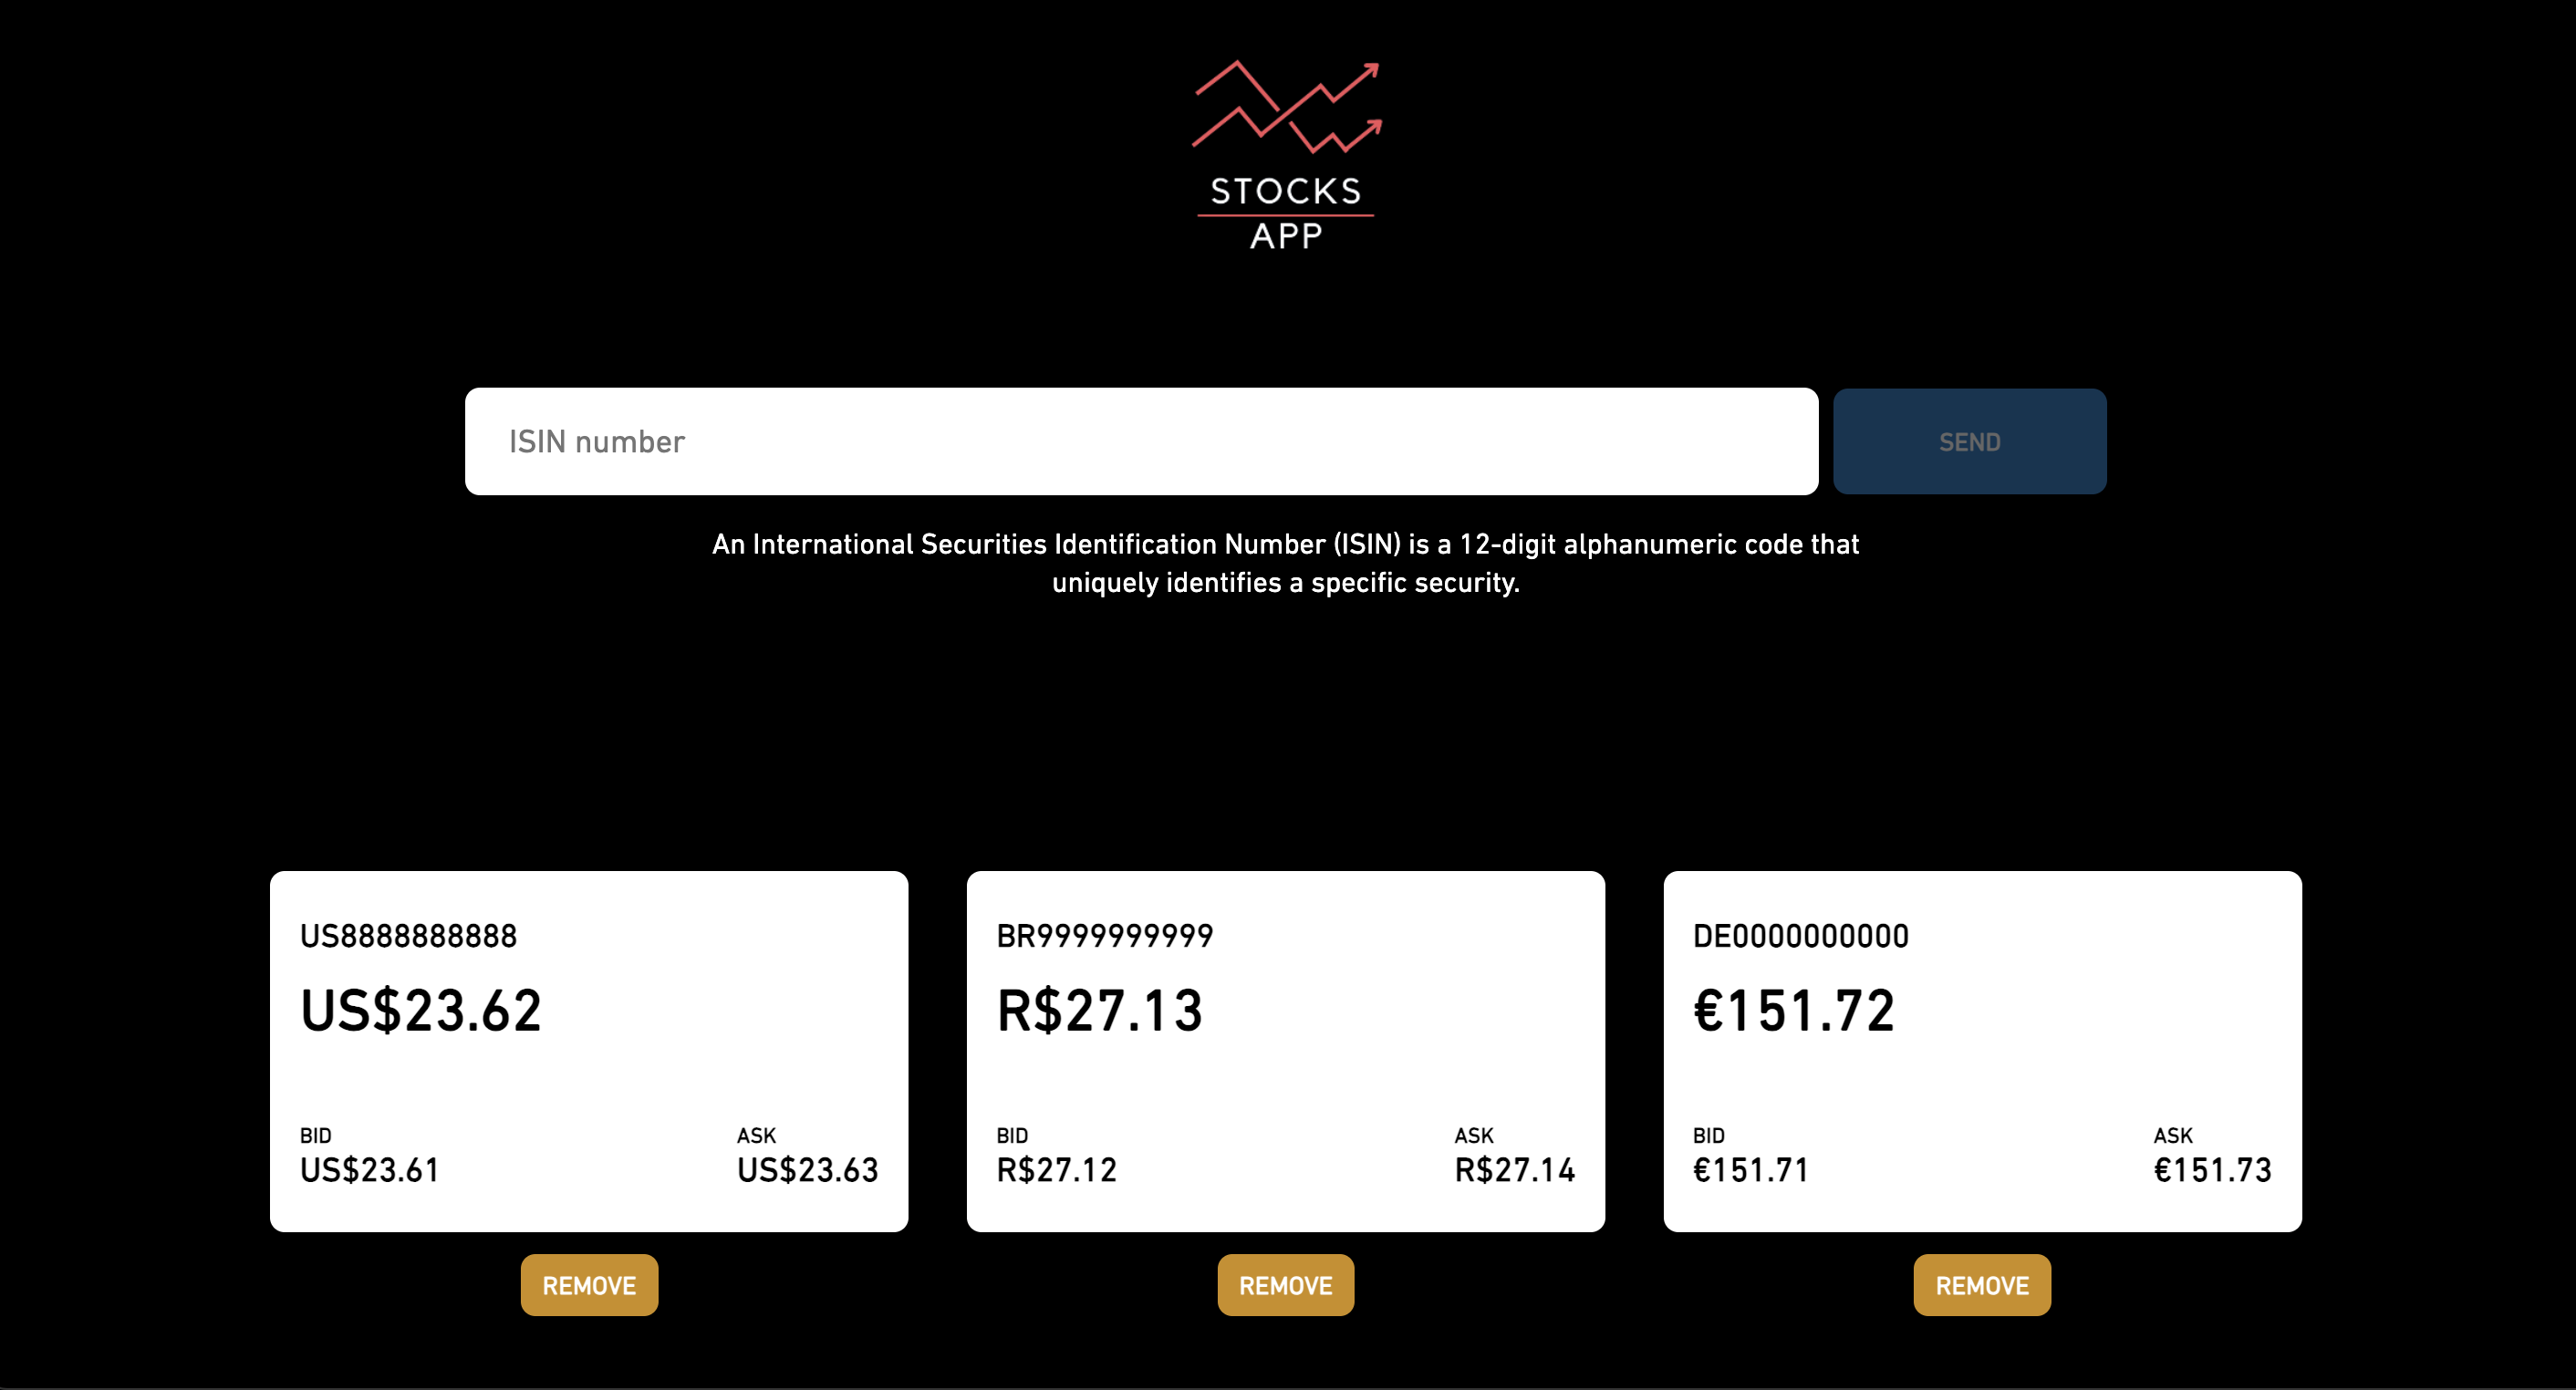 STOCKS
APP
ISIN number
SEND
An International Securities Identification Number (ISIN) is a 12-digit alphanumeric code that
uniquely identifies a specific security.
US8888888888
US$23.62
BID
US$23.61
ASK
US$23.63
REMOVE
BR9999999999
R$27.13
BID
R$27.12
ASK
R$27.14
REMOVE
DE0000000000
€151.72
BID
€151.71
ASK
€151.73
REMOVE